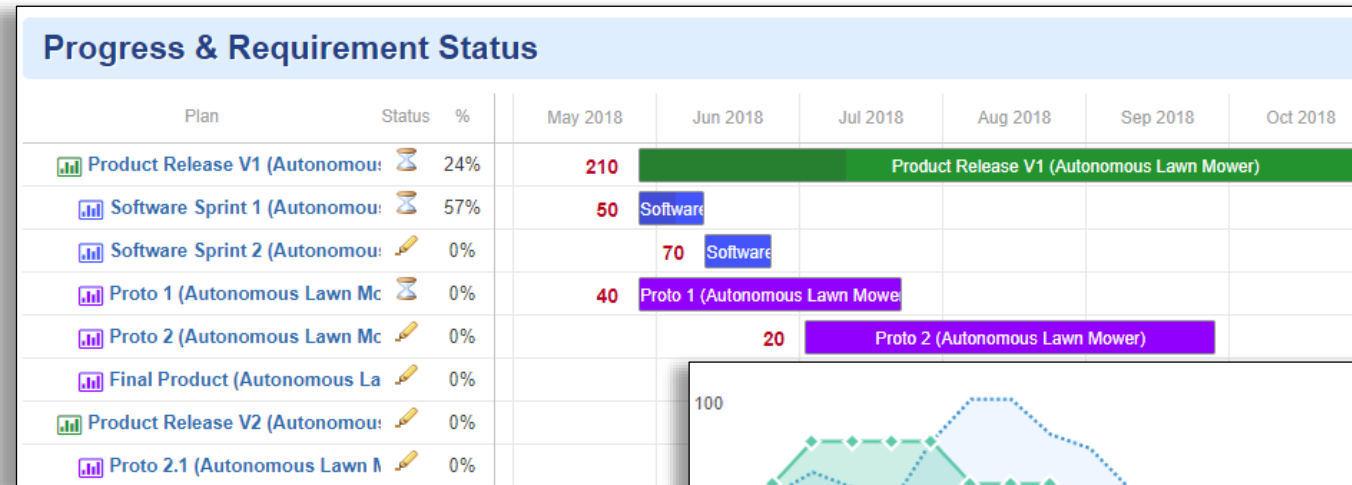 Progress & Requirement Status
Plan Status % May 2018 Jun 2018 Jul 2018 Aug 2018 Sep 2018 Oct 2018
Product Release V1 (Autonomous 24% 210 Product Release V1 (Autonomous Lawn Mower)
Software Sprint 1 (Autonomous 57% 50 Software
Software Sprint 2 (Autonomous 0% 70 Software
Proto 1 (Autonomous Lawn Mo 0% 40 Proto 1 (Autonomous Lawn Mower
Proto 2 (Autonomous Lawn Mo 0% 20 Proto 2 (Autonomous Lawn Mower)
Final Product (Autonomous La 0%
100
Product Release V2 (Autonomous 0%
Proto 2.1 (Autonomous Lawn M 0%